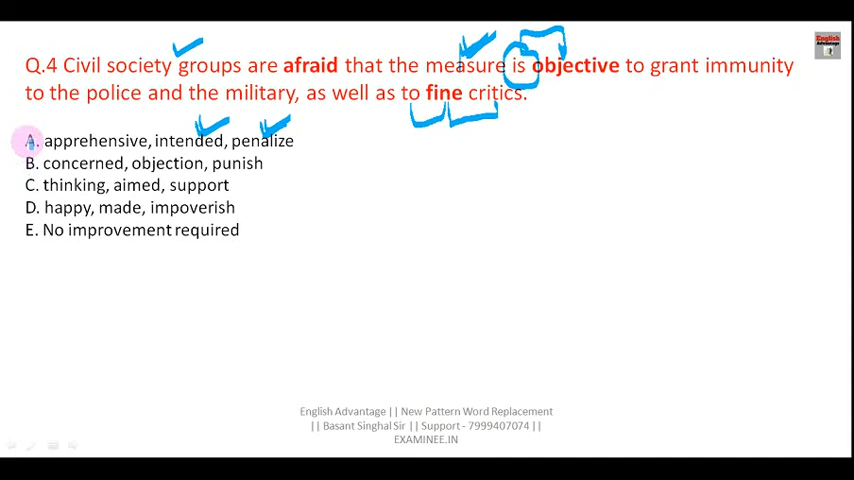 English
Advantage
Q.4 Civil society groups are afraid that the measure is objective to grant immunity
to the police and the military, as well as to fine critics.
A. apprehensive, intended, penalize
B. concerned, objection, punish
C. thinking, aimed, support
D. happy, made, impoverish
E. No improvement required
English Advantage || New Pattern Word Replacement
|| Basant Singhal Sir || Support - 7999407074 ||
EXAMINEE.IN